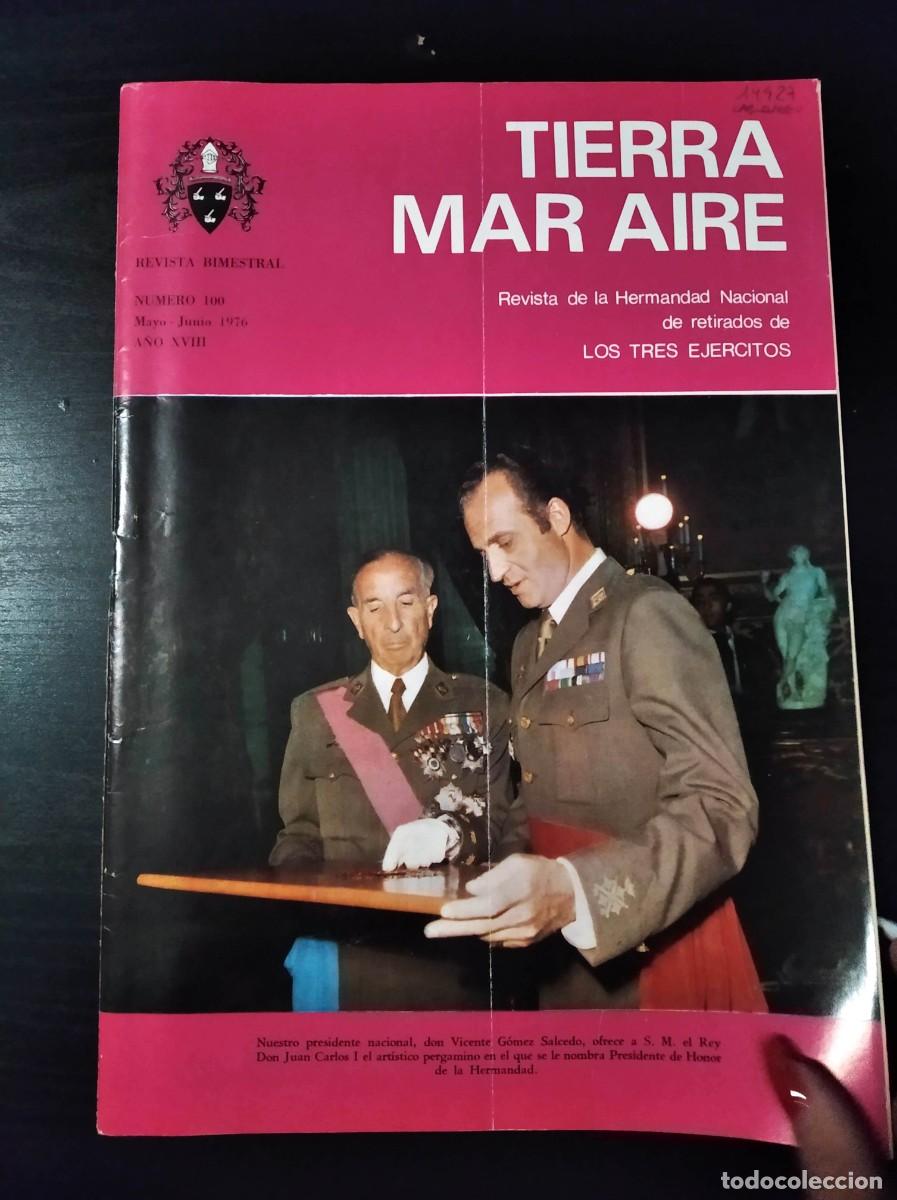 14927
TIERRA
MAR AIRE
REVISTA BIMESTRAL
NUMERO 100
Mayo - Junio 1976
AÑO XVIII
Revista de la Hermandad Nacional
de retirados de
LOS TRES EJERCITOS
Nuestro presidente nacional, don Vicente Gómez Salcedo, ofrece a S. M. el Rey
Don Juan Carlos I el artístico pergamino en el que se le nombra Presidente de Honor
de la Hermandad.
todocoleccion